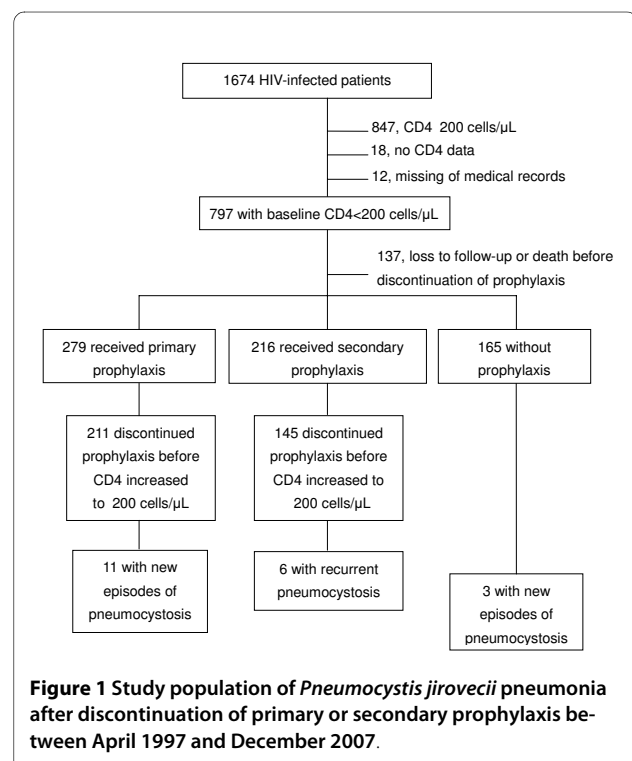 1674 HIV-infected patients
847, CD4 200 cells/µL
18, no CD4 data
12, missing of medical records
797 with baseline CD4<200 cells/µL
137, loss to follow-up or death before
discontinuation of prophylaxis
279 received primary
prophylaxis
216 received secondary
prophylaxis
165 without
prophylaxis
211 discontinued
prophylaxis before
CD4 increased
to 200 cells/µL
145 discontinued
prophylaxis before
CD4 increased to
200 cells/µL
11 with new
episodes of
pneumocystosis
6 with recurrent
pneumocystosis
3 with new
episodes of
pneumocystosis
Figure 1 Study population of Pneumocystis jirovecii pneumonia
after discontinuation of primary or secondary prophylaxis be-
tween April 1997 and December 2007.